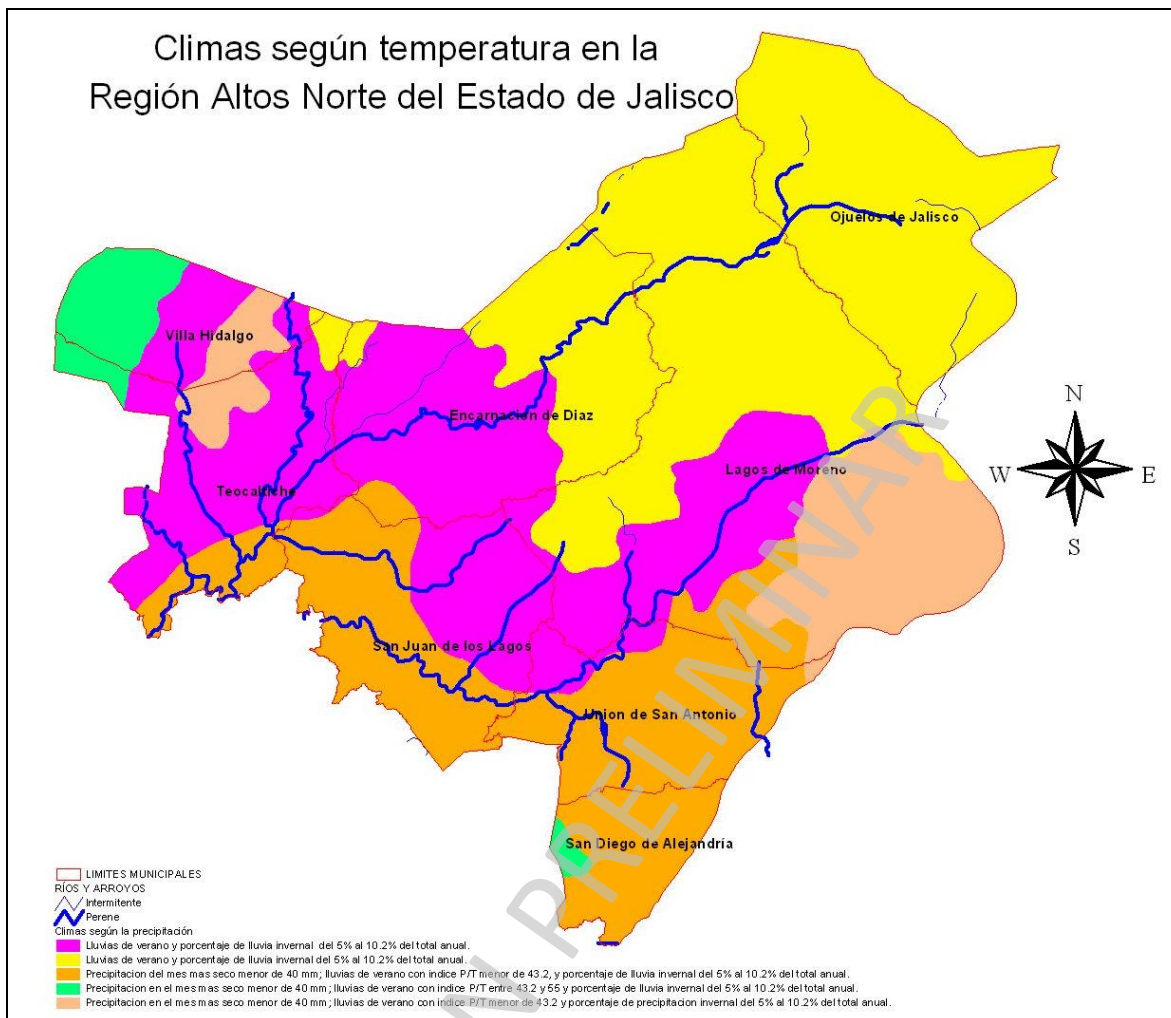 Climas según temperatura en la
Región Altos Norte del Estado de Jalisco
Ojuelos de Jalisco
Villa Hidalgo
Encarnación de Diaz
Lagos de Moreno
Teocaltiche
San Juan de los Lagos
Union de San Antonio
San Diego de Alejandría
N
W
E
S
N PRELIMINAR
LIMITES MUNICIPALES
RÍOS Y ARROYOS
Intermitente
Perene
Climas según la precipitación
Lluvias de verano y porcentaje de lluvia invernal del 5% al 10.2% del total anual.
Lluvias de verano y porcentaje de lluvia invernal del 5% al 10.2% del total anual.
Precipitacion del mes mas seco menor de 40 mm; lluvias de verano con indice P/T menor de 43.2, y porcentaje de lluvia invernal del 5% al 10.2% del total anual.
Precipitacion en el mes mas seco menor de 40 mm; lluvias de verano con indice P/T entre 43.2 y 55 y porcentaje de lluvia invernal del 5% al 10.2% del total anual.
Precipitacion en el mes mas seco menor de 40 mm; lluvias de verano con indice P/T menor de 43.2 y porcentaje de precipitacion invernal del 5% al 10.2% del total anual.